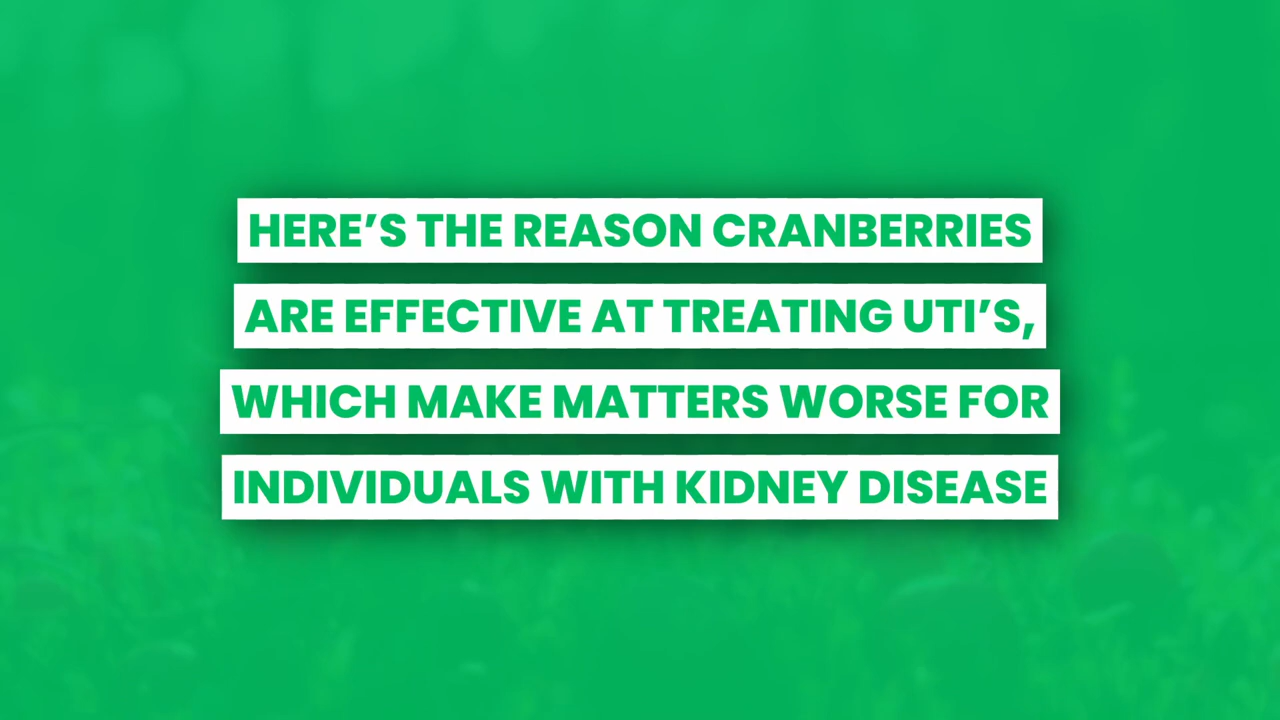 HERE’S THE REASON CRANBERRIES
ARE EFFECTIVE AT TREATING UTI’S,
WHICH MAKE MATTERS WORSE FOR
INDIVIDUALS WITH KIDNEY DISEASE